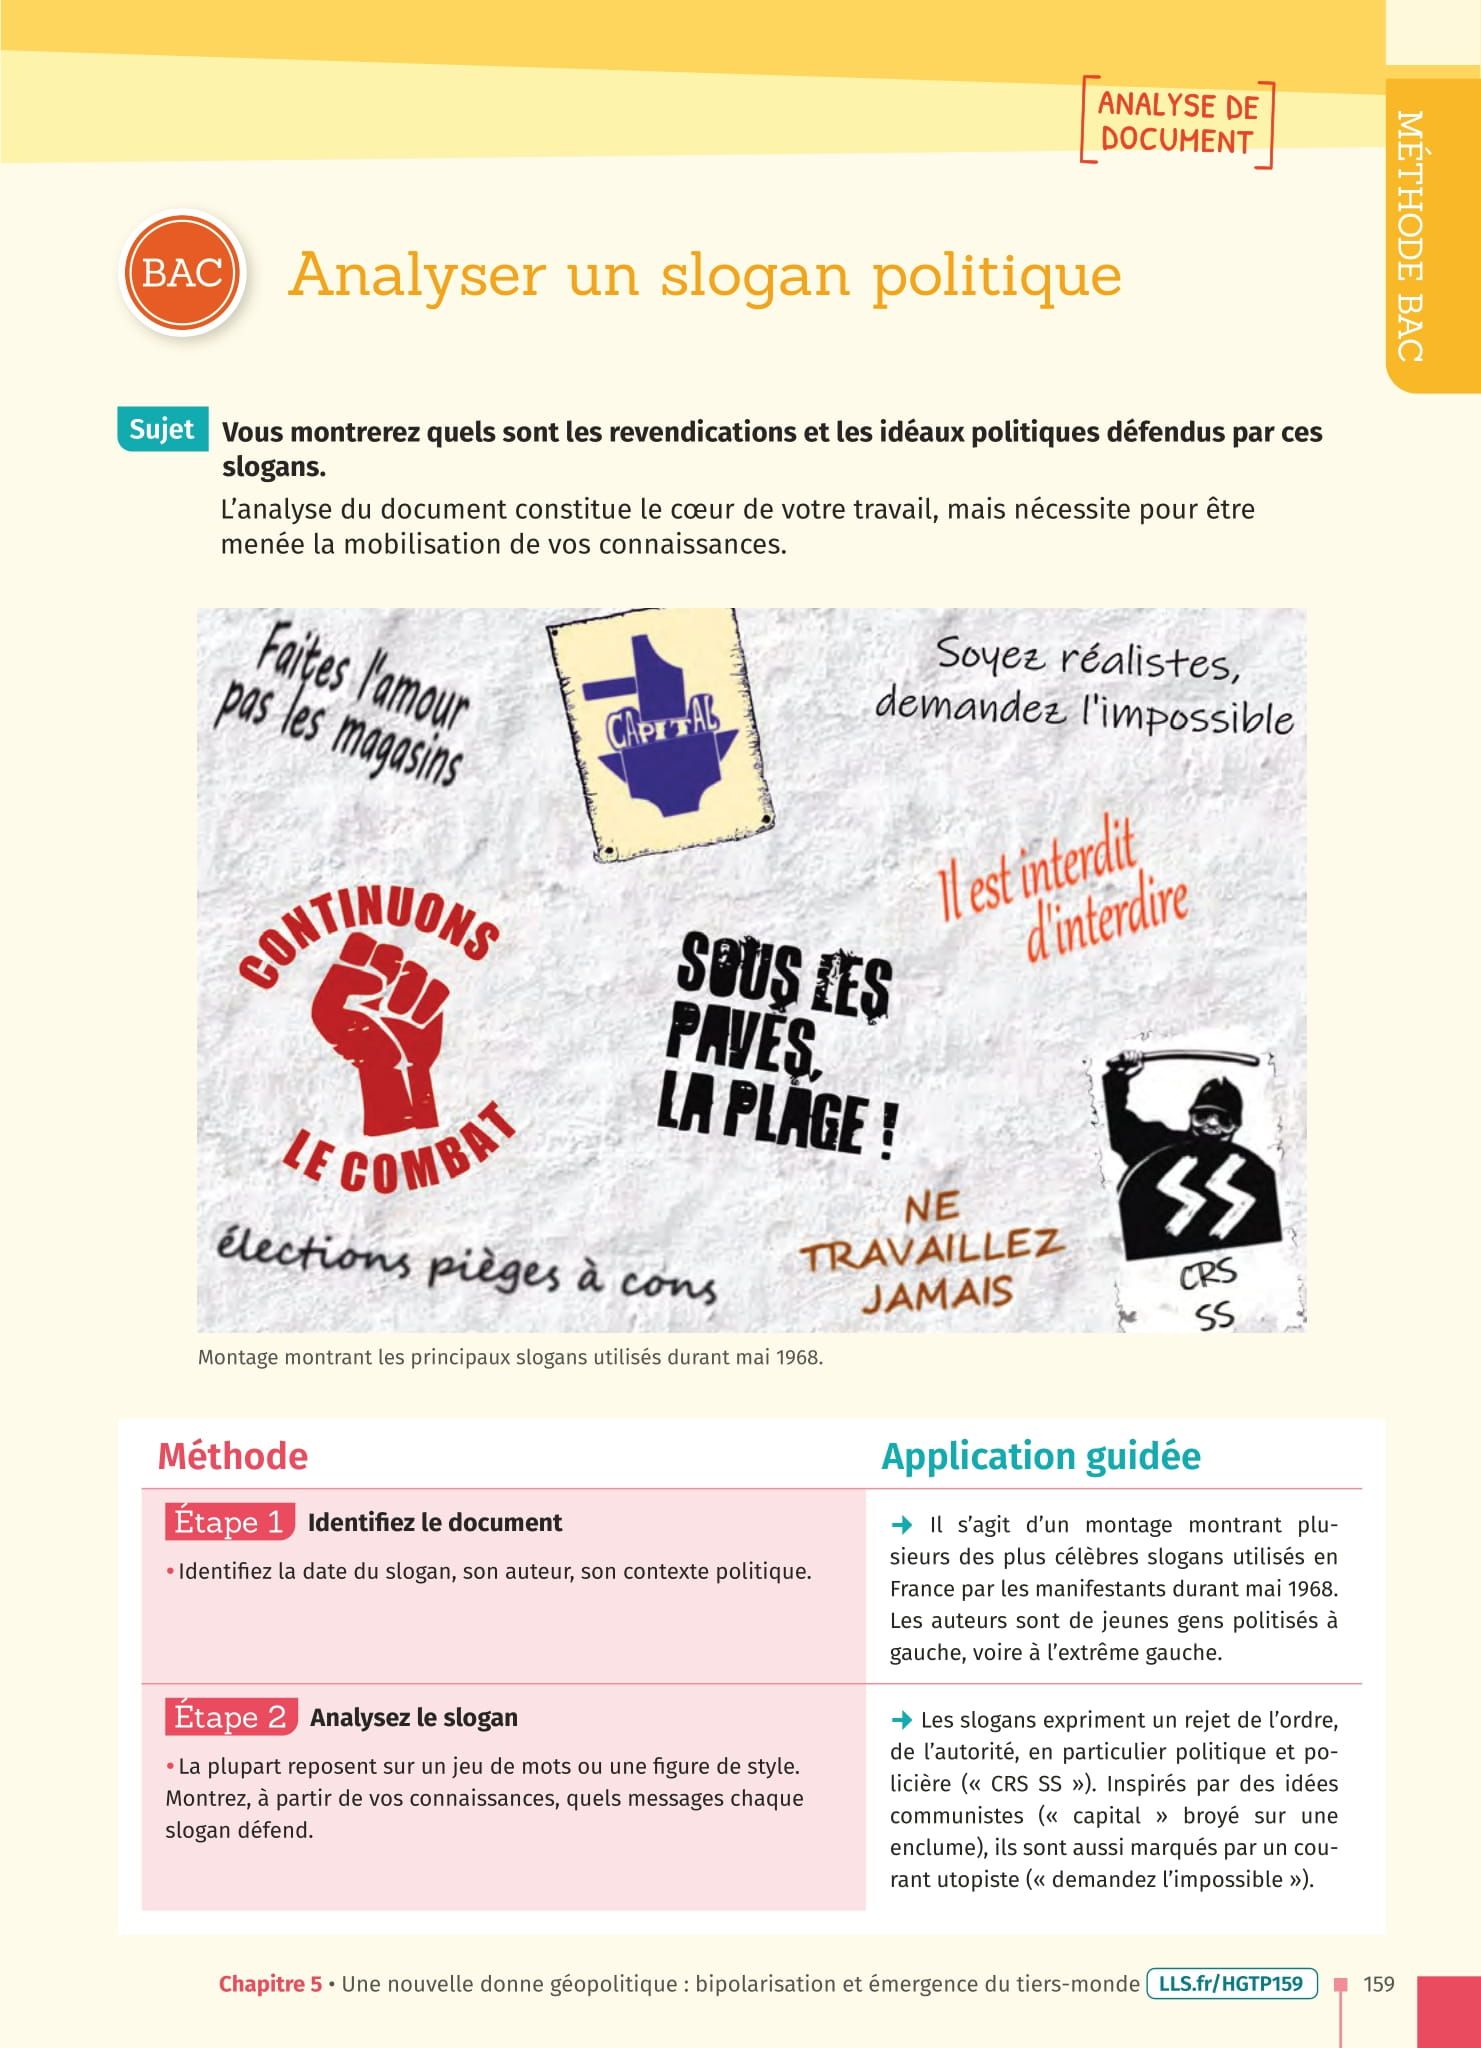 ANALYSE DE
DOCUMENT
MÉTHODE BAC
BAC
Analyser un slogan politique
Sujet
Vous montrerez quels sont les revendications et les idéaux politiques défendus par ces
slogans.
L’analyse du document constitue le cœur de votre travail, mais nécessite pour être
menée la mobilisation de vos connaissances.
Faites l'amour
pas les magasins
CAPITAL
Soyez réalistes,
demandez l'impossible
Il est interdit
d'interdire
CONTINUONS
LE COMBAT
SOUS LES
PAVÉS,
LA PLAGE !
élections pièges à cons
NE
TRAVAILLEZ
JAMAIS
SS
CRS
SS
Montage montrant les principaux slogans utilisés durant mai 1968.
Méthode
Étape 1 Identifiez le document
• Identifiez la date du slogan, son auteur, son contexte politique.
Étape 2 Analysez le slogan
• La plupart reposent sur un jeu de mots ou une figure de style.
Montrez, à partir de vos connaissances, quels messages chaque
slogan défend.
Application guidée
➔ Il s’agit d’un montage montrant plu-
sieurs des plus célèbres slogans utilisés en
France par les manifestants durant mai 1968.
Les auteurs sont de jeunes gens politisés à
gauche, voire à l’extrême gauche.
➔ Les slogans expriment un rejet de l’ordre,
de l’autorité, en particulier politique et po-
licière (« CRS SS »). Inspirés par des idées
communistes (« capital » broyé sur une
enclume), ils sont aussi marqués par un cou-
rant utopiste (« demandez l’impossible »).
Chapitre 5 • Une nouvelle donne géopolitique : bipolarisation et émergence du tiers-monde LLS.fr/HGTP159 159